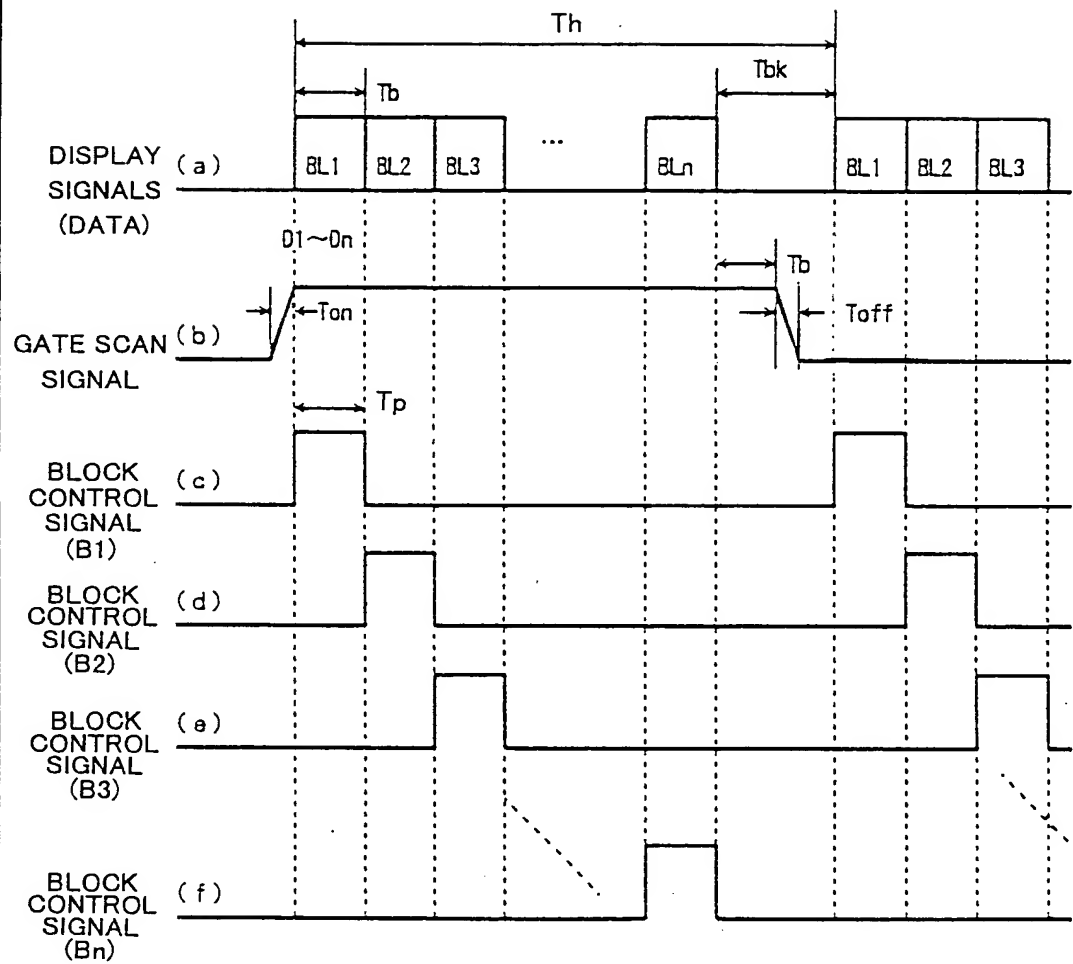 Th
Tbk
Tb
DISPLAY
SIGNALS
(DATA)
(a)
BL1 BL2 BL3 ... BLn BL1 BL2 BL3
D1~Dn
Tb
Ton
Toff
GATE SCAN
SIGNAL
(b)
Tp
BLOCK
CONTROL
SIGNAL
(B1)
(c)
BLOCK
CONTROL
SIGNAL
(B2)
(d)
BLOCK
CONTROL
SIGNAL
(B3)
(e)
BLOCK
CONTROL
SIGNAL
(Bn)
(f)